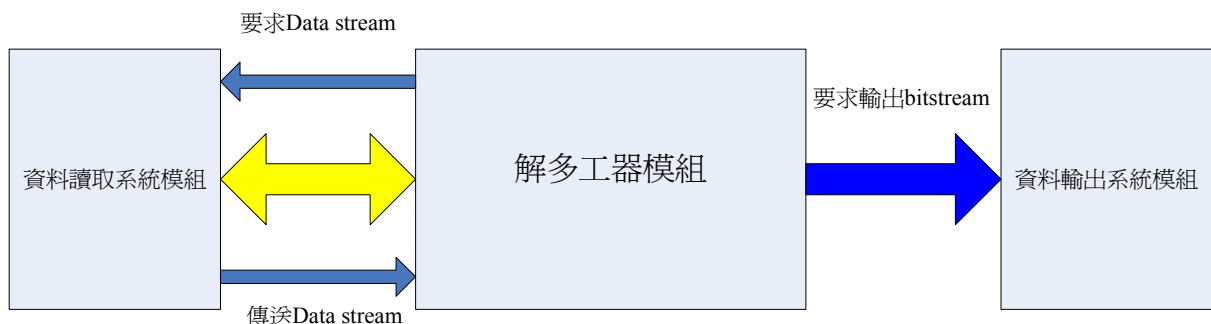 要求Data stream
要求輸出bitstream
資料讀取系統模組
解多工器模組
資料輸出系統模組
傳送Data stream